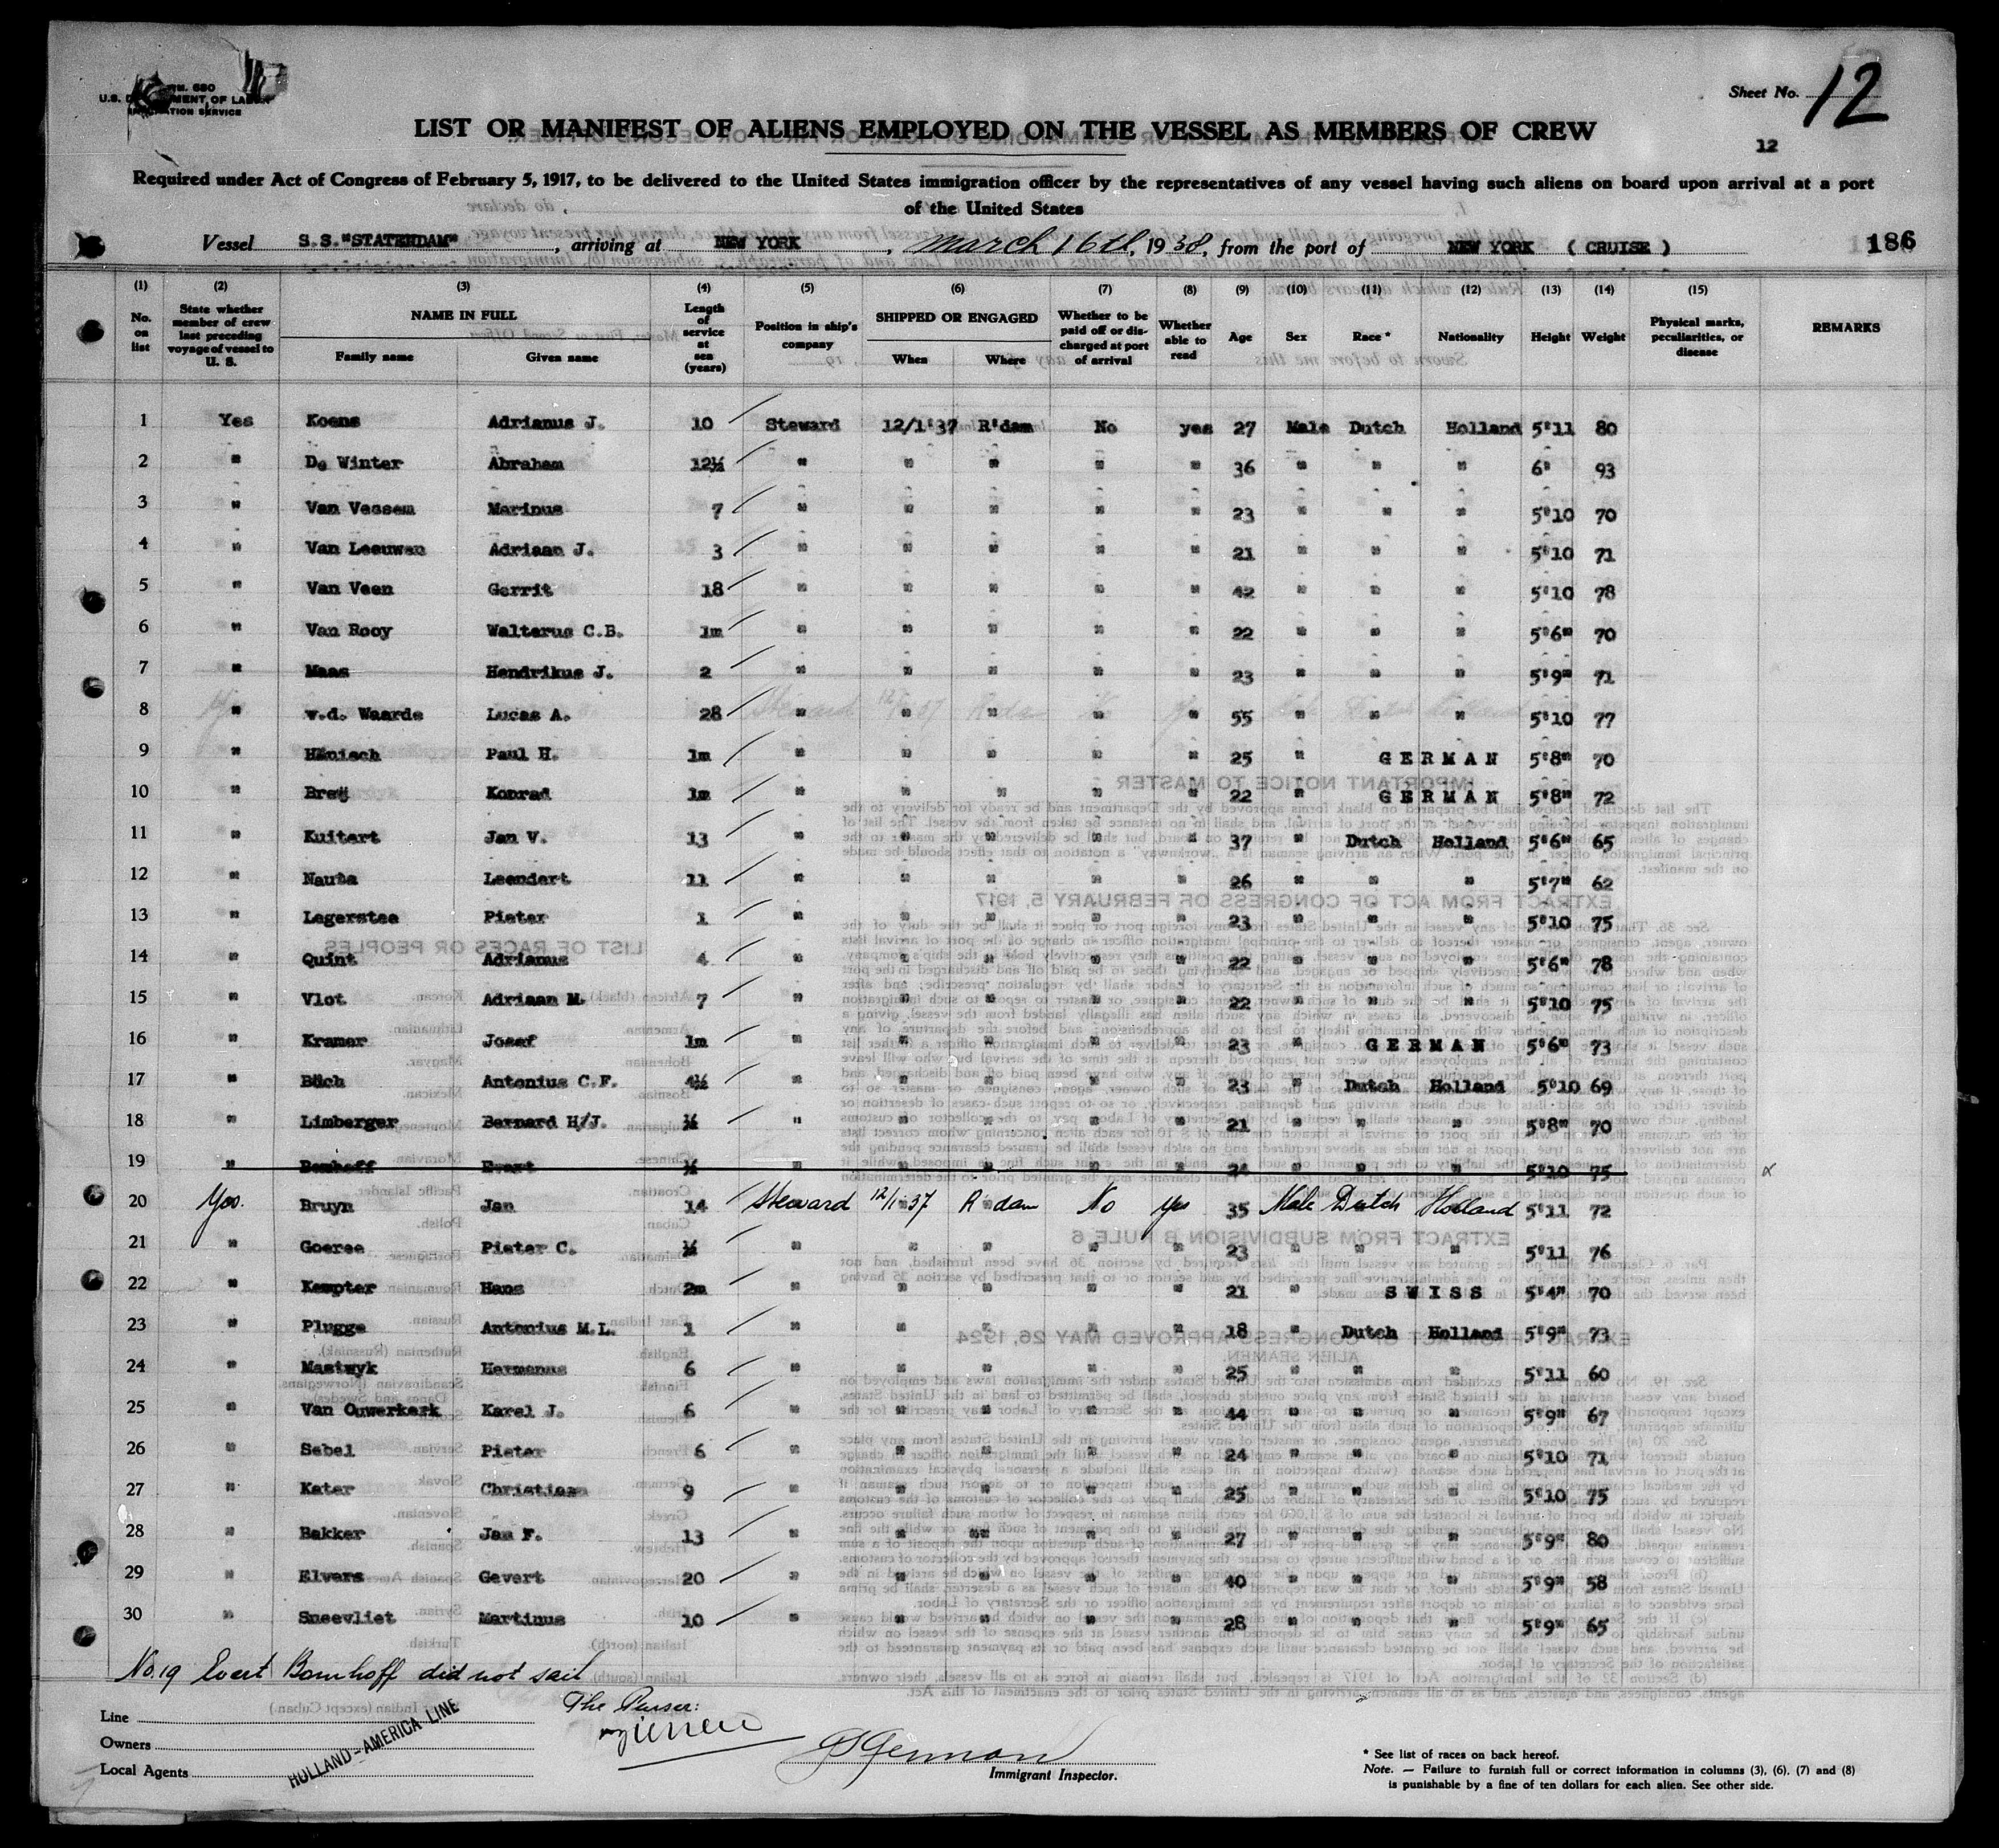 FORM. 680
U.S. DEPARTMENT OF LABOR
IMMIGRATION SERVICE
Sheet No. 12
LIST OR MANIFEST OF ALIENS EMPLOYED ON THE VESSEL AS MEMBERS OF CREW
12
Required under Act of Congress of February 5, 1917, to be delivered to the United States immigration officer by the representatives of any vessel having such aliens on board upon arrival at a port
of the United States
Vessel S.S."STATENDAM", arriving at NEW YORK, March 16th, 1938, from the port of NEW YORK ( CRUISE ) 186
(1) (2) (3) (4) (5) (6) (7) (8) (9) (10) (11) (12) (13) (14) (15)
No. on list State whether member of crew last preceding voyage of vessel to U. S. NAME IN FULL Family name Given name Length of service at sea (years) Position in ship's company SHIPPED OR ENGAGED When Where Whether to be paid off or discharged at port of arrival Whether able to read Age Sex Race * Nationality Height Weight Physical marks, peculiarities, or disease REMARKS
1 Yes Koens Adrianus J. 10 Steward 12/1'37 R'dam No yes 27 Male Dutch Holland 5'11 80
2 " De Winter Abraham 12½ " " " " " 36 " " " 6" 93
3 " Van Vessem Marinus 7 " " " " " 23 " " " 5'10 70
4 " Van Leeuwen Adriaan J. 3 " " " " " 21 " " " 5'10 71
5 " Van Veen Gerrit 18 " " " " " 42 " " " 5'10 78
6 " Van Rooy Walterus C.B. 1m " " " " " 22 " " " 5'6" 70
7 " Maas Hendrikus J. 2 " " " " " 23 " " " 5'9" 71
8 " v.d. Waarde Lucas A. 28 " " " " " 55 " " " 5'10 77
9 " Hänisch Paul H. 1m " " " " " 25 " GERMAN 5'8" 70
10 " Breÿ Konrad 1m " " " " " 22 " GERMAN 5'8" 72
11 " Kuitert Jan V. 13 " " " " " 37 " Dutch Holland 5'6" 65
12 " Nauta Leendert 11 " " " " " 26 " " " 5'7" 62
13 " Legerstee Pieter 1 " " " " " 23 " " " 5'10 75
14 " Quint Adrianus 4 " " " " " 22 " " " 5'6" 78
15 " Vlot Adriaan M. 7 " " " " " 22 " " " 5'10 75
16 " Kramer Josef 1m " " " " " 23 " GERMAN 5'6" 73
17 " Büch Antonius C.F. 4½ " " " " " 23 " Dutch Holland 5'10 69
18 " Limberger Bernard H/J. ½ " " " " " 21 " " " 5'8" 70
19 " Bomhoff Evert ½ " " " " " 24 " " " 5'10 75
20 Yes. Bruyn Jan 14 Steward 12/1'37 R'dam No yes 35 Male Dutch Holland 5'11 72
21 " Goeree Pieter C. ½ " " " " " 23 " " " 5'11 76
22 " Kempter Hans 2m " " " " " 21 " SWISS 5'4" 70
23 " Plugge Antonius M.L. 1 " " " " " 18 " Dutch Holland 5'9" 73
24 " Mastwyk Hermanus 6 " " " " " 25 " " " 5'11 60
25 " Van Ouwerkerk Karel J. 6 " " " " " 44 " " " 5'9" 67
26 " Sebel Pieter 6 " " " " " 24 " " " 5'10 71
27 " Kater Christiaan 9 " " " " " 25 " " " 5'10 75
28 " Bakker Jan F. 13 " " "" " " 27 " " " 5'9" 80
29 " Elvers Gevert 20 " " " " " 40 " " " 5'9" 58
30 " Sneevliet Martinus 10 " " " " " 28 " " " 5'9" 65
No. 19 Evert Bomhoff did not sail
The Purser:
Line
Owners
Local Agents
HOLLAND-AMERICA LINE
Immigrant Inspector.
* See list of races on back hereof.
Note. — Failure to furnish full or correct information in columns (3), (6), (7) and (8)
is punishable by a fine of ten dollars for each alien. See other side.